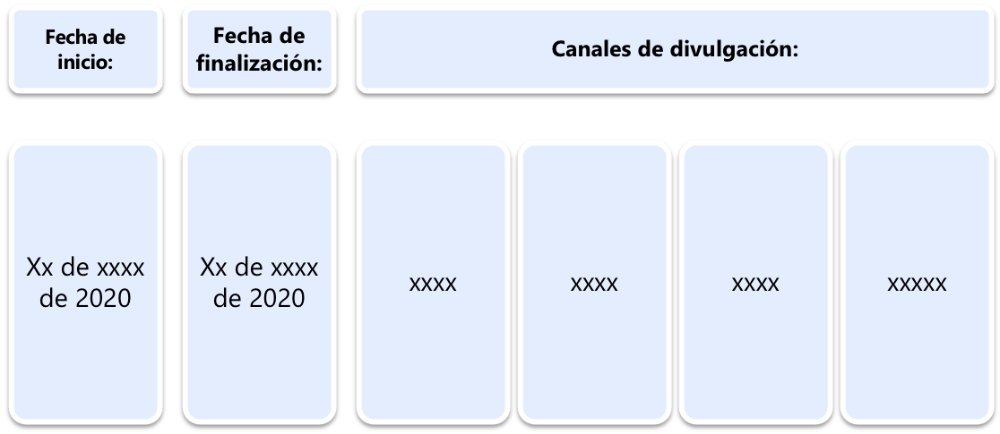 Fecha de
inicio:
Fecha de
finalización:
Canales de divulgación:
Xx de xxxx
de 2020
Xx de xxxx
de 2020
xxxx
xxxx
xxxx
xxxxx